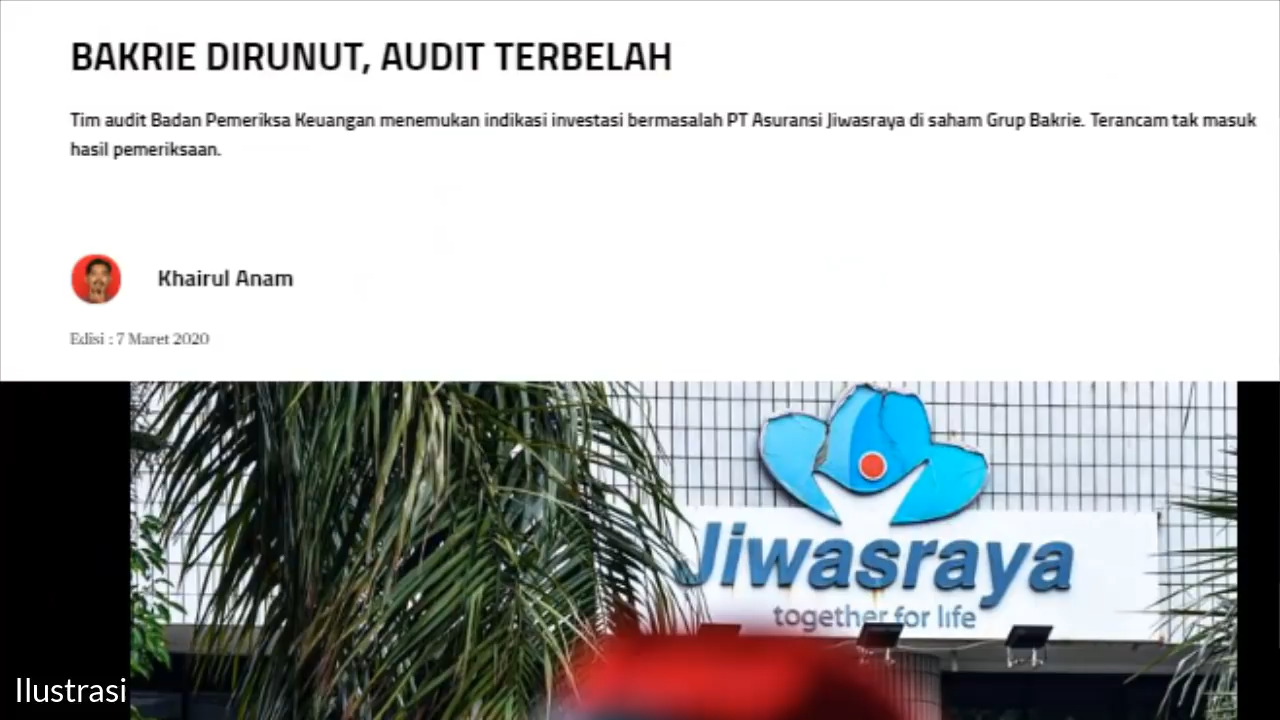 BAKRIE DIRUNUT, AUDIT TERBELAH
Tim audit Badan Pemeriksa Keuangan menemukan indikasi investasi bermasalah PT Asuransi Jiwasraya di saham Grup Bakrie. Terancam tak masuk
hasil pemeriksaan.
Khairul Anam
Edisi : 7 Maret 2020
Jiwasraya
together for life
Ilustrasi